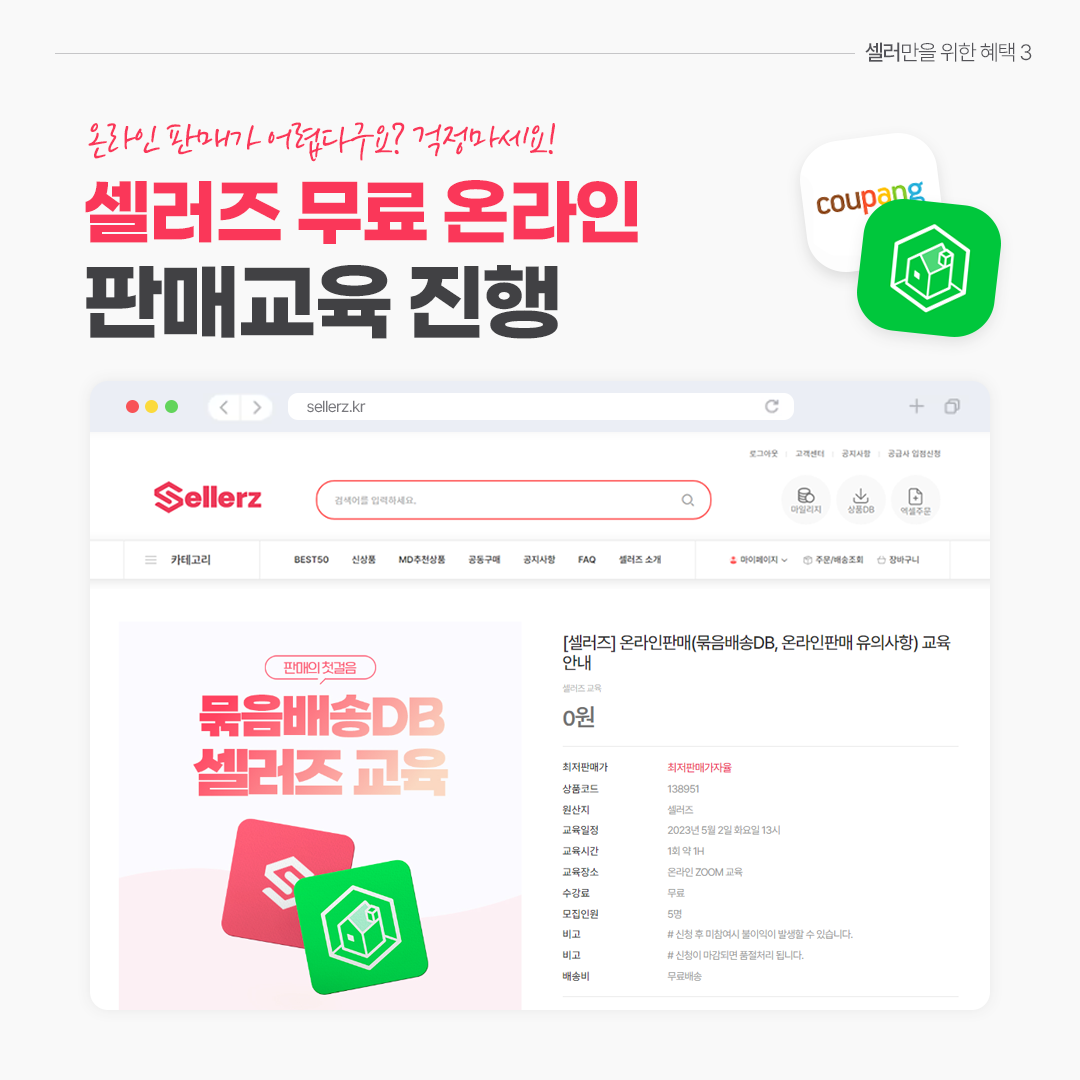 셀러만을 위한 혜택 3
온라인 판매가 어렵다구요? 걱정마세요!
셀러즈 무료 온라인
판매교육 진행
coupang
sellerz.kr
로그아웃 | 고객센터 | 공지사항 | 공급사 입점신청
Sellerz
검색어를 입력하세요.
마일리지
상품DB
엑셀주문
카테고리
BEST50 신상품 MD추천상품 공동구매 공지사항 FAQ 셀러즈 소개
마이페이지 주문/배송조회 장바구니
판매의 첫걸음
묶음배송DB
셀러즈 교육
[셀러즈] 온라인판매(묶음배송DB, 온라인판매 유의사항) 교육
안내
셀러즈 교육
0원
최저판매가 최저판매가자율
상품코드 138951
원산지 셀러즈
교육일정 2023년 5월 2일 화요일 13시
교육시간 1회 약 1H
교육장소 온라인 ZOOM 교육
수강료 무료
모집인원 5명
비고 # 신청 후 미참여시 불이익이 발생할 수 있습니다.
비고 # 신청이 마감되면 품절처리 됩니다.
배송비 무료배송